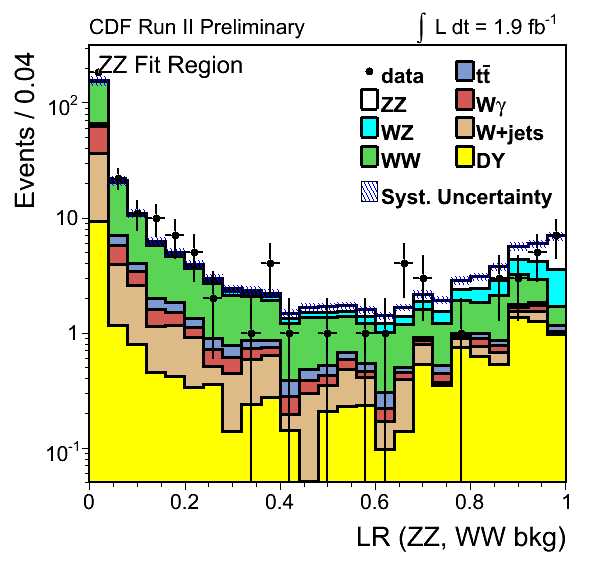 CDF Run II Preliminary
∫ L dt = 1.9 fb⁻¹
ZZ Fit Region
data
ZZ
WZ
WW
tt̄
Wγ
W+jets
DY
Syst. Uncertainty
Events / 0.04
10²
10
1
10⁻¹
0 0.2 0.4 0.6 0.8 1
LR (ZZ, WW bkg)